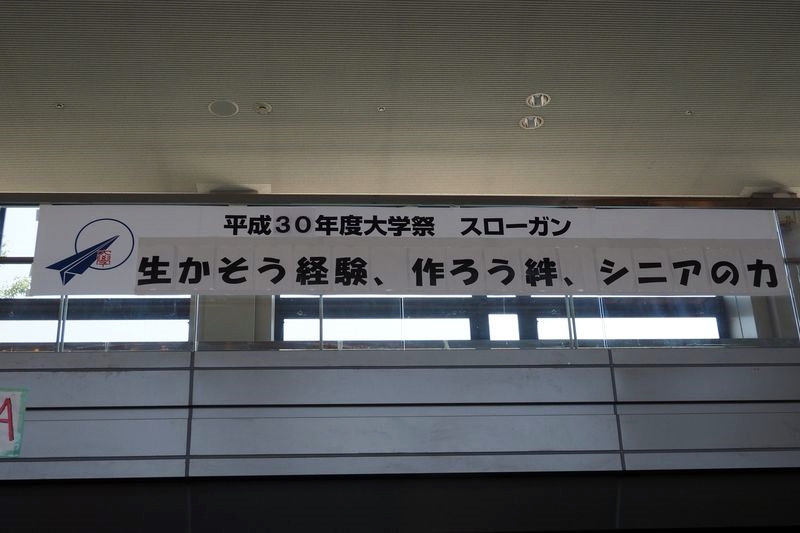 平成30年度大学祭　スローガン
生かそう経験、作ろう絆、シニアの力
A